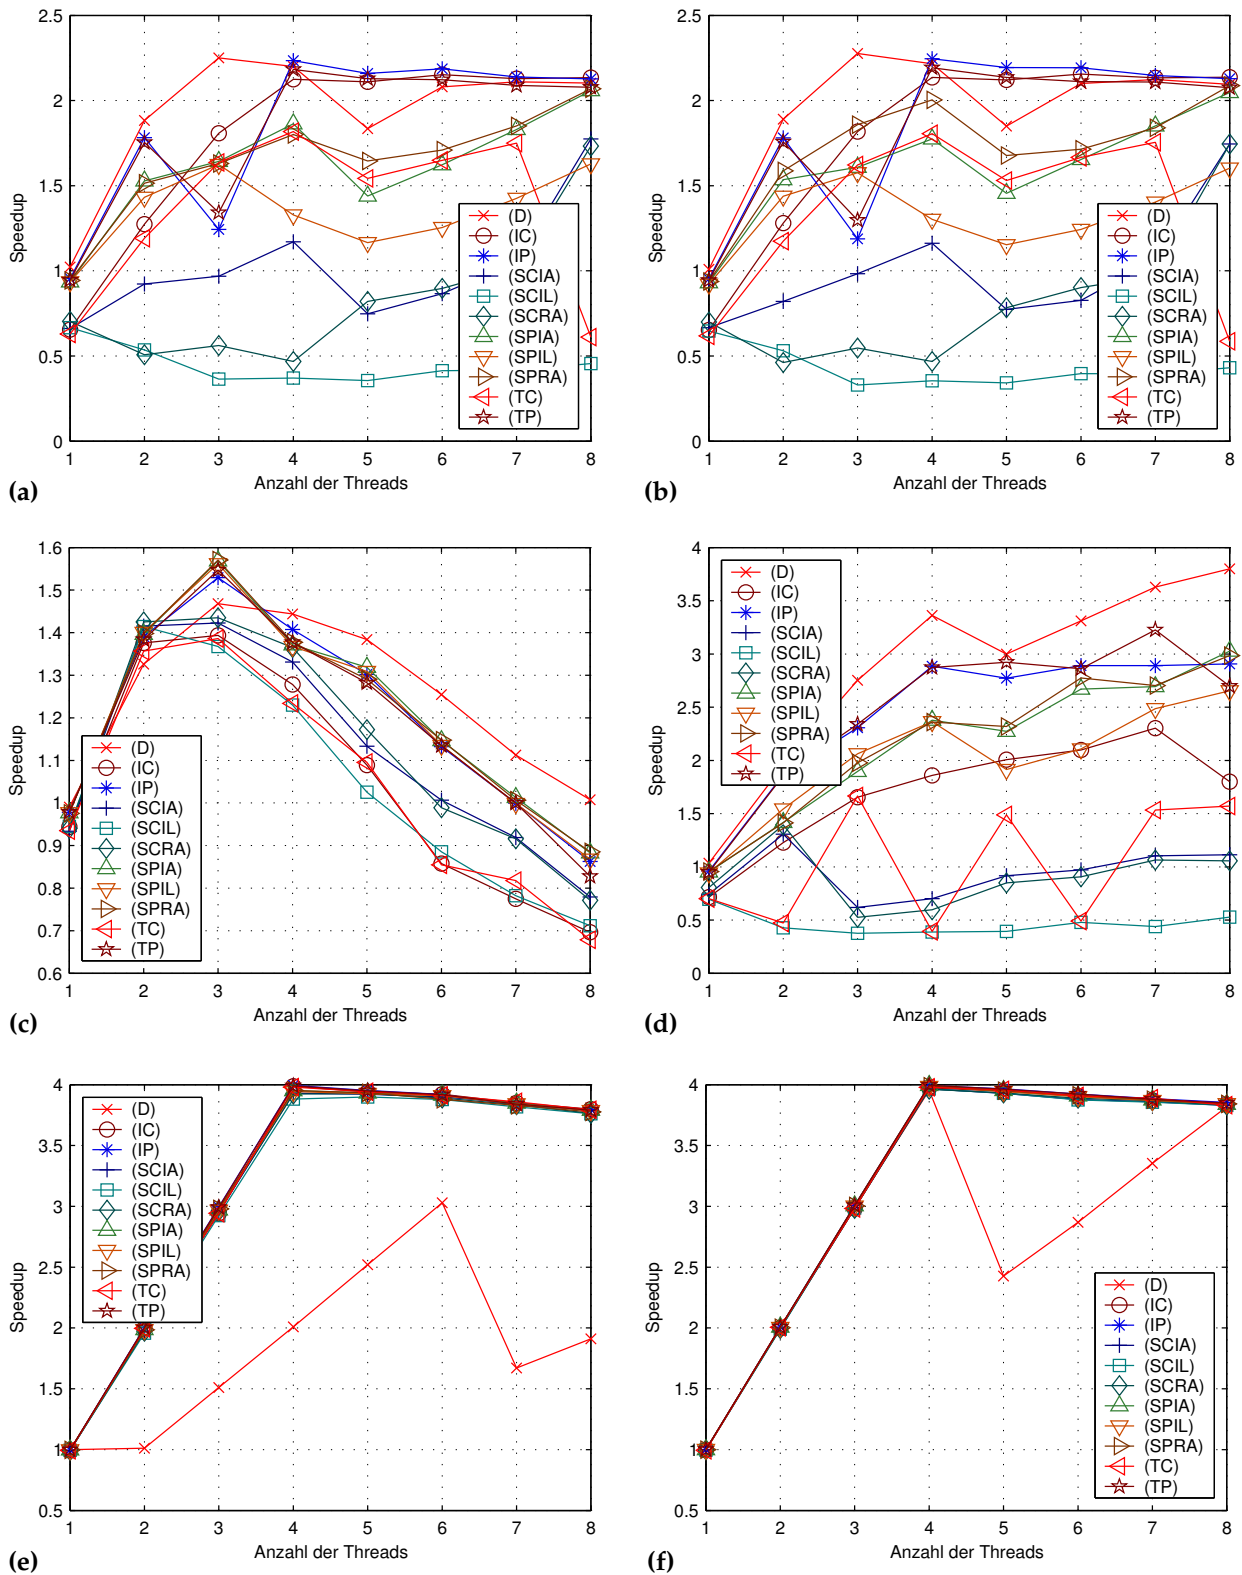 2.5
2
1.5
1
0.5
0
Speedup
(D)
(IC)
(IP)
(SCIA)
(SCIL)
(SCRA)
(SPIA)
(SPIL)
(SPRA)
(TC)
(TP)
1 2 3 4 5 6 7 8
Anzahl der Threads
(a)
2.5
2
1.5
1
0.5
0
Speedup
(D)
(IC)
(IP)
(SCIA)
(SCIL)
(SCRA)
(SPIA)
(SPIL)
(SPRA)
(TC)
(TP)
1 2 3 4 5 6 7 8
Anzahl der Threads
(b)
1.6
1.5
1.4
1.3
1.2
1.1
1
0.9
0.8
0.7
0.6
Speedup
(D)
(IC)
(IP)
(SCIA)
(SCIL)
(SCRA)
(SPIA)
(SPIL)
(SPRA)
(TC)
(TP)
1 2 3 4 5 6 7 8
Anzahl der Threads
(c)
4
3.5
3
2.5
2
1.5
1
0.5
0
Speedup
(D)
(IC)
(IP)
(SCIA)
(SCIL)
(SCRA)
(SPIA)
(SPIL)
(SPRA)
(TC)
(TP)
1 2 3 4 5 6 7 8
Anzahl der Threads
(d)
4
3.5
3
2.5
2
1.5
1
0.5
Speedup
(D)
(IC)
(IP)
(SCIA)
(SCIL)
(SCRA)
(SPIA)
(SPIL)
(SPRA)
(TC)
(TP)
1 2 3 4 5 6 7 8
Anzahl der Threads
(e)
4
3.5
3
2.5
2
1.5
1
0.5
Speedup
(D)
(IC)
(IP)
(SCIA)
(SCIL)
(SCRA)
(SPIA)
(SPIL)
(SPRA)
(TC)
(TP)
1 2 3 4 5 6 7 8
Anzahl der Threads
(f)